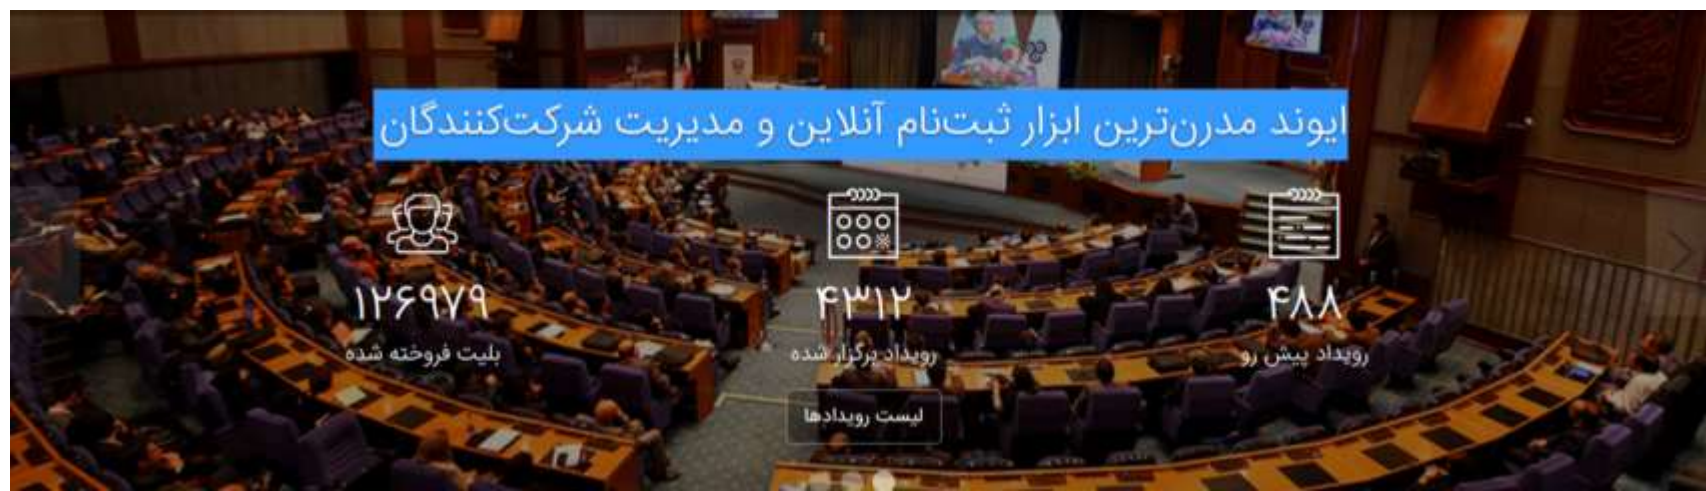 ایوند مدرن‌ترین ابزار ثبت‌نام آنلاین و مدیریت شرکت‌کنندگان
۴۸۸
رویداد پیش رو
۴۳۱۲
رویداد برگزار شده
۱۲۶۹۷۹
بلیت فروخته شده
لیست رویدادها